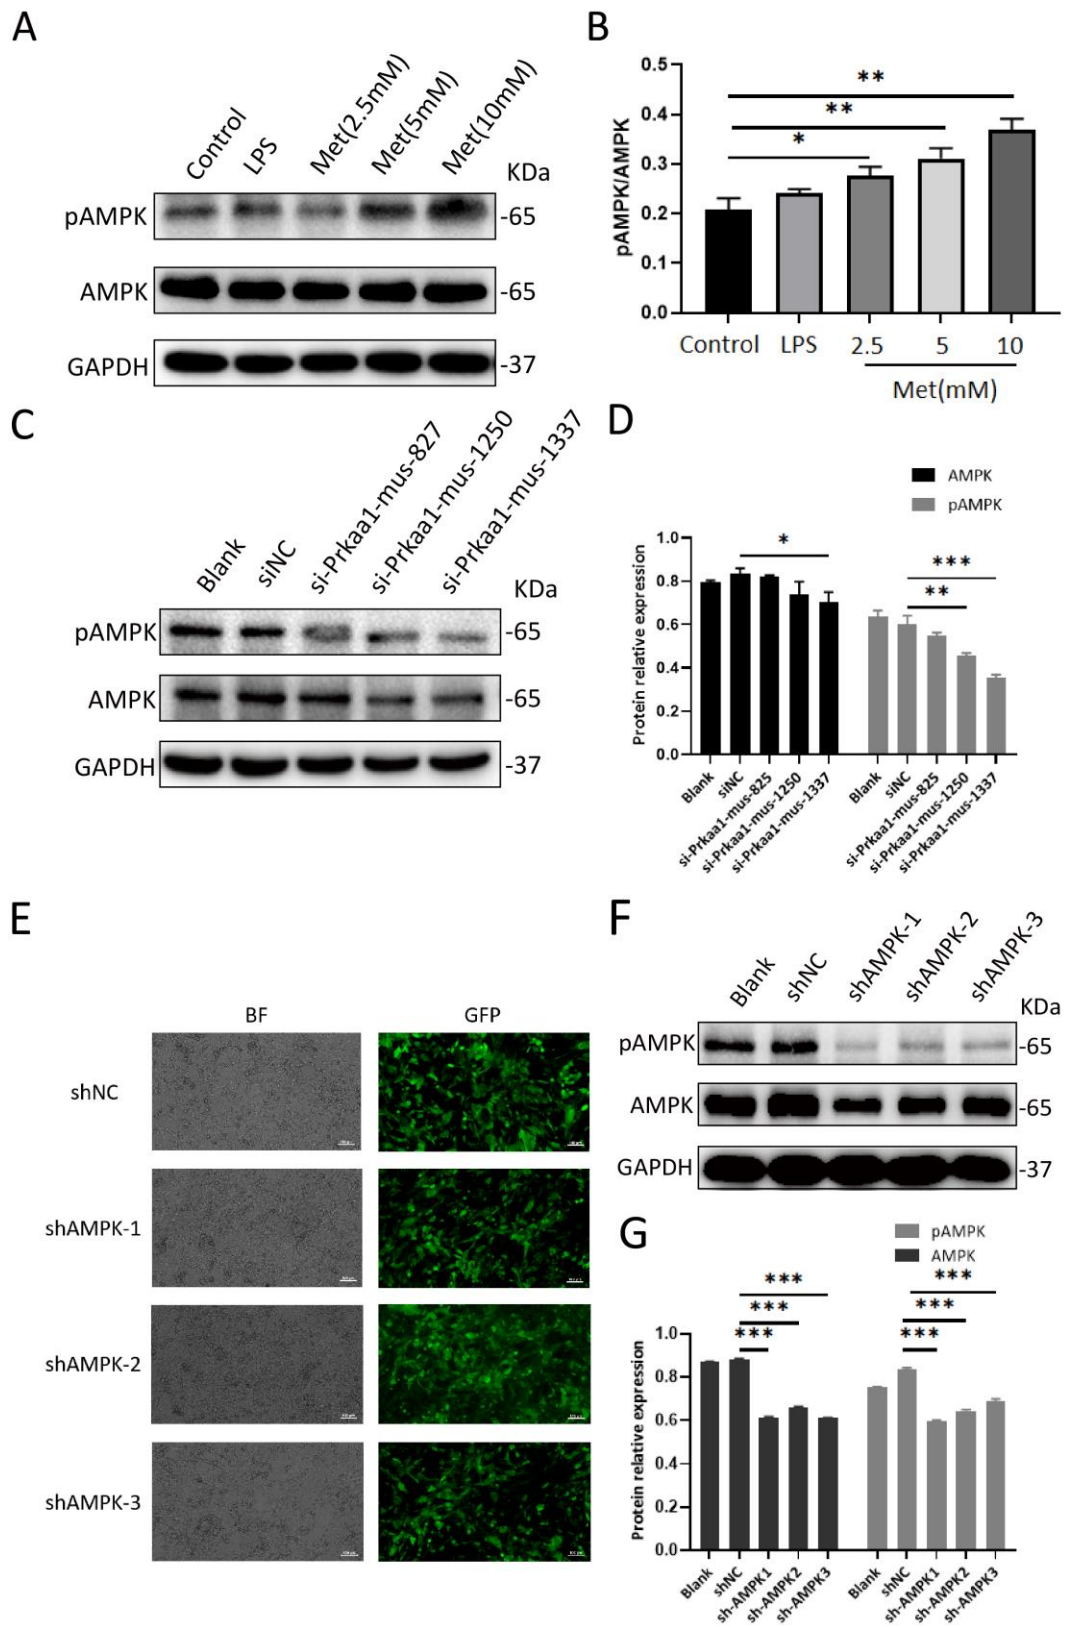 A
Control
LPS
Met(2.5mM)
Met(5mM)
Met(10mM)
KDa
pAMPK
-65
AMPK
-65
GAPDH
-37
B
pAMPK/AMPK
0.5
0.4
0.3
0.2
0.1
0.0
**
**
*
Control
LPS
2.5
5
10
Met(mM)
C
Blank
siNC
si-Prkaa1-mus-827
si-Prkaa1-mus-1250
si-Prkaa1-mus-1337
KDa
pAMPK
-65
AMPK
-65
GAPDH
-37
D
AMPK
pAMPK
Protein relative expression
1.0
0.8
0.6
0.4
0.2
0.0
*
***
**
Blank
siNC
si-Prkaa1-mus-825
si-Prkaa1-mus-1250
si-Prkaa1-mus-1337
Blank
siNC
si-Prkaa1-mus-825
si-Prkaa1-mus-1250
si-Prkaa1-mus-1337
E
BF
GFP
shNC
shAMPK-1
shAMPK-2
shAMPK-3
F
Blank
shNC
shAMPK-1
shAMPK-2
shAMPK-3
KDa
pAMPK
-65
AMPK
-65
GAPDH
-37
G
pAMPK
AMPK
Protein relative expression
1.0
0.8
0.6
0.4
0.2
0.0
***
***
***
***
***
***
Blank
shNC
sh-AMPK1
sh-AMPK2
sh-AMPK3
Blank
shNC
sh-AMPK1
sh-AMPK2
sh-AMPK3